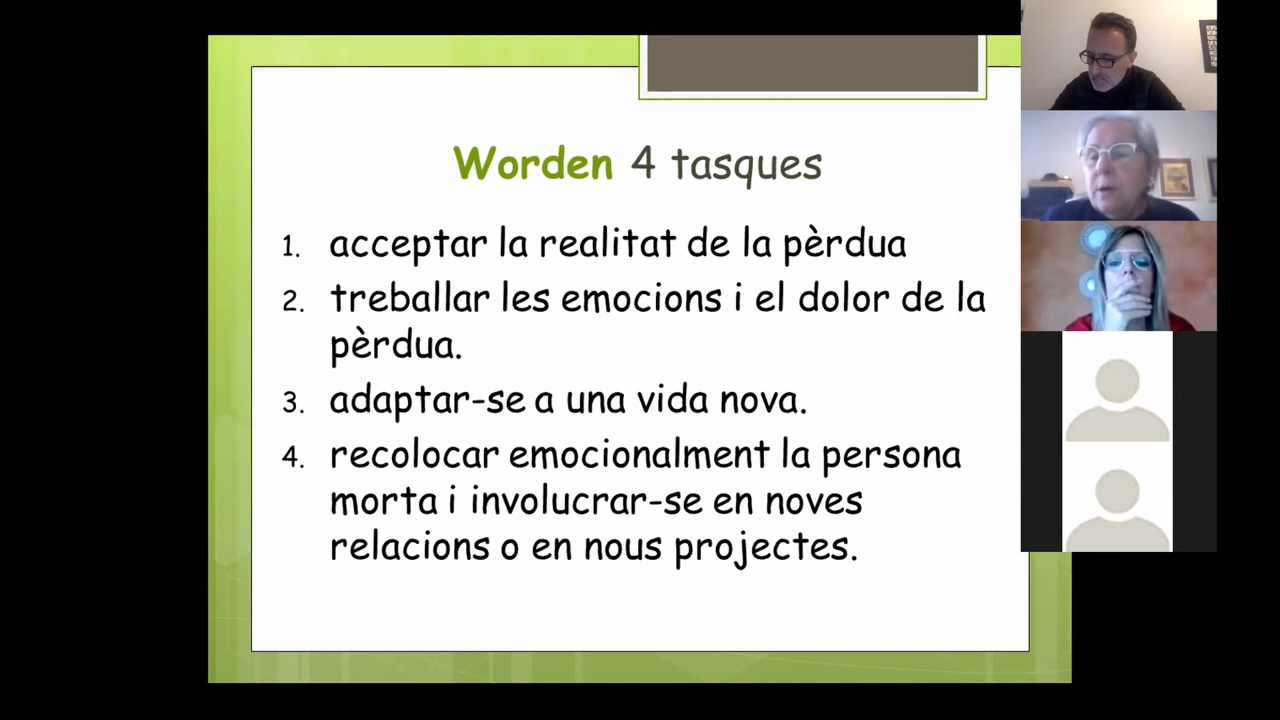 Worden 4 tasques
1. acceptar la realitat de la pèrdua
2. treballar les emocions i el dolor de la
pèrdua.
3. adaptar-se a una vida nova.
4. recolocar emocionalment la persona
morta i involucrar-se en noves
relacions o en nous projectes.